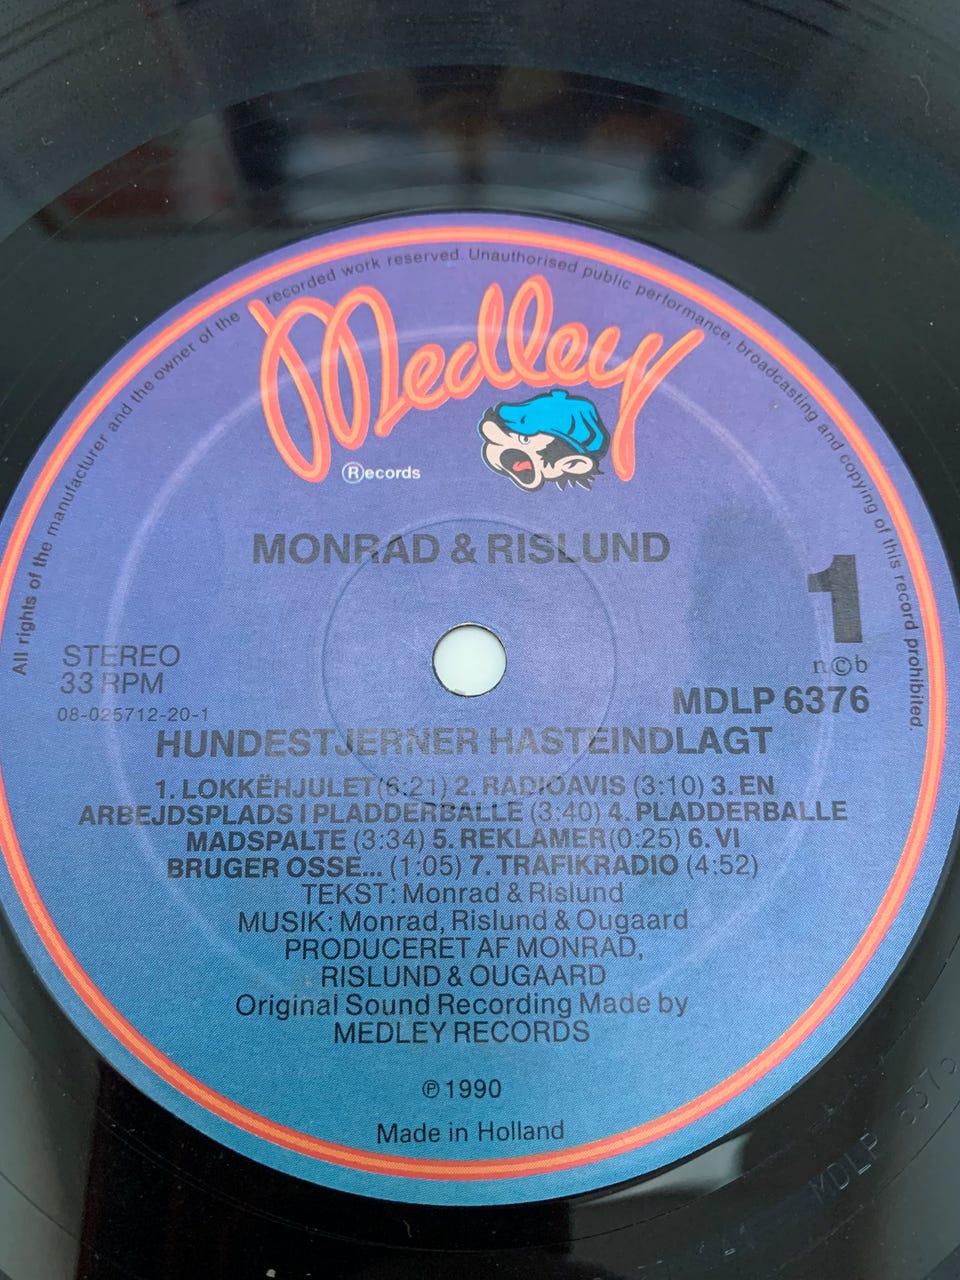 All rights of the manufacturer and the owner of the recorded work reserved. Unauthorised public performance, broadcasting and copying of this record prohibited.
Medley
Records
MONRAD & RISLUND
1
STEREO
33 RPM
n©b
08-025712-20-1
MDLP 6376
HUNDESTJERNER HASTEINDLAGT
1. LOKKËHJULET(6:21) 2. RADIOAVIS (3:10) 3. EN
ARBEJDSPLADS I PLADDERBALLE (3:40) 4. PLADDERBALLE
MADSPALTE (3:34) 5. REKLAMER(0:25) 6. VI
BRUGER OSSE... (1:05) 7. TRAFIKRADIO (4:52)
TEKST: Monrad & Rislund
MUSIK: Monrad, Rislund & Ougaard
PRODUCERET AF MONRAD,
RISLUND & OUGAARD
Original Sound Recording Made by
MEDLEY RECORDS
℗ 1990
Made in Holland
MDLP 6376